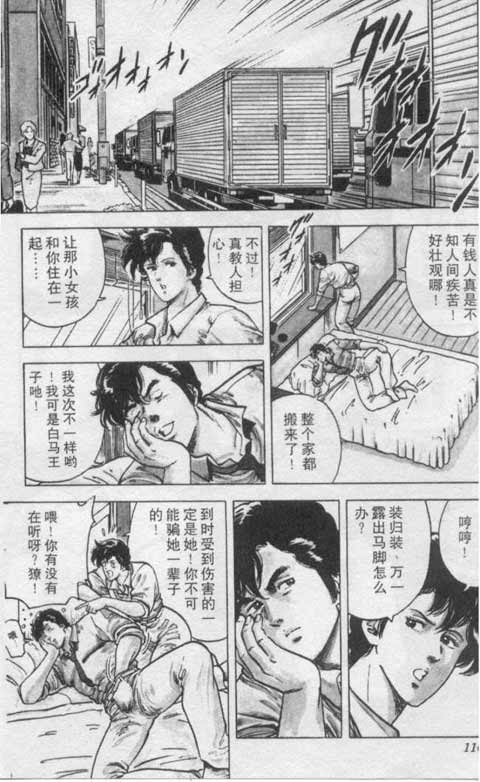 有钱人真是不
知人间疾苦！
好壮观哪！
整个家都
搬来了！
不过！
真教人担
心！
让那小女孩
和你住在一
起……
我这次不一样哟
！我可是白马王
子吔！
哼哼！
装归装、万一
露出马脚怎么
办？
到时受到伤害的一
定是她！你不可
能骗她一辈子
的！
喂！你有没有
在听呀？獠！